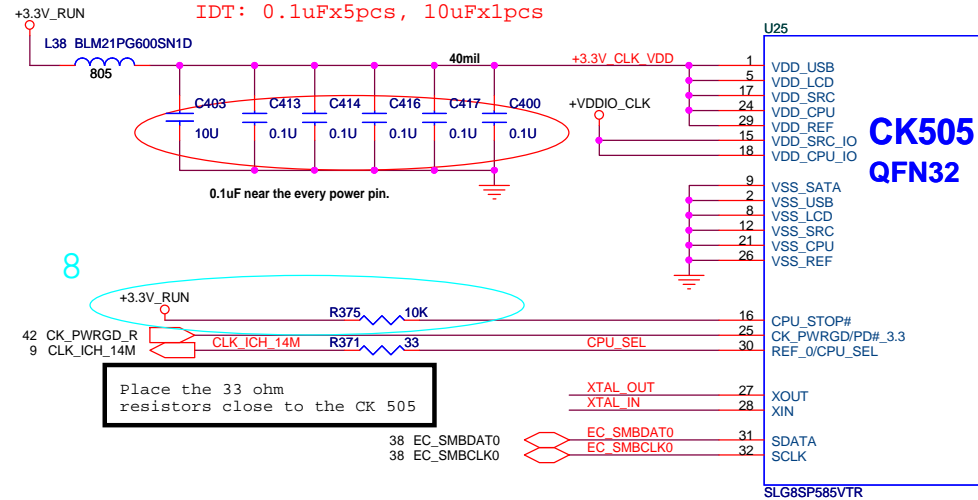 IDT: 0.1uFx5pcs, 10uFx1pcs
+3.3V_RUN
L38 BLM21PG600SN1D
805
40mil
+3.3V_CLK_VDD
C403
10U
C413
0.1U
C414
0.1U
C416
0.1U
C417
0.1U
C400
0.1U
0.1uF near the every power pin.
+VDDIO_CLK
U25
1 VDD_USB
5 VDD_LCD
17 VDD_SRC
24 VDD_CPU
29 VDD_REF
15 VDD_SRC_IO
18 VDD_CPU_IO
CK505
QFN32
9 VSS_SATA
2 VSS_USB
8 VSS_LCD
12 VSS_SRC
21 VSS_CPU
26 VSS_REF
8
+3.3V_RUN
R375 10K
16 CPU_STOP#
42 CK_PWRGD_R
25 CK_PWRGD/PD#_3.3
9 CLK_ICH_14M
CLK_ICH_14M
R371 33
CPU_SEL
30 REF_0/CPU_SEL
Place the 33 ohm
resistors close to the CK 505
XTAL_OUT
27 XOUT
XTAL_IN
28 XIN
38 EC_SMBDAT0
EC_SMBDAT0
31 SDATA
38 EC_SMBCLK0
EC_SMBCLK0
32 SCLK
SLG8SP585VTR